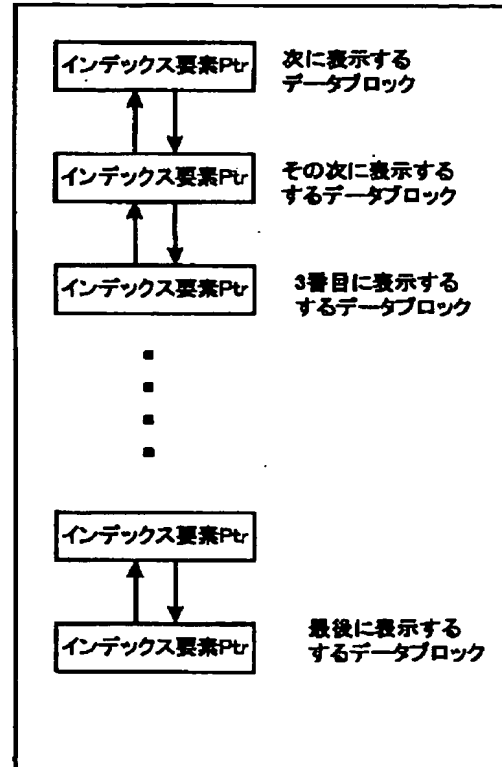 インデックス要素Ptr
次に表示する
データブロック
インデックス要素Ptr
その次に表示する
するデータブロック
インデックス要素Ptr
3番目に表示する
するデータブロック
インデックス要素Ptr
インデックス要素Ptr
最後に表示する
するデータブロック